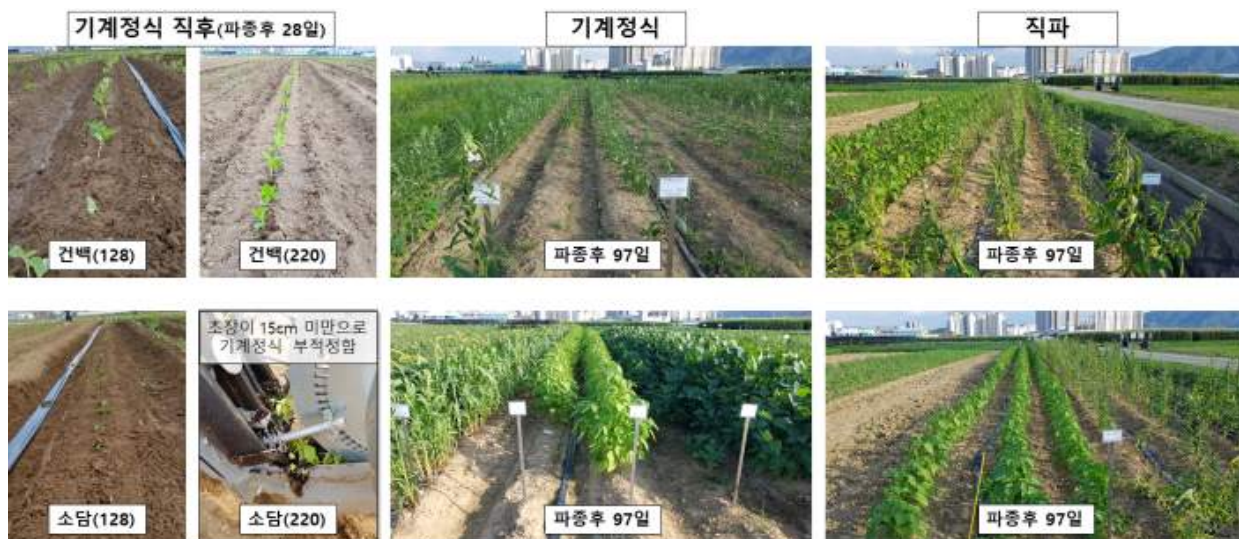 기계정식 직후(파종후 28일)
기계정식
직파
건백(128)
건백(220)
파종후 97일
파종후 97일
초장이 15cm 미만으로
기계정식 부적정함
소담(128)
소담(220)
파종후 97일
파종후 97일